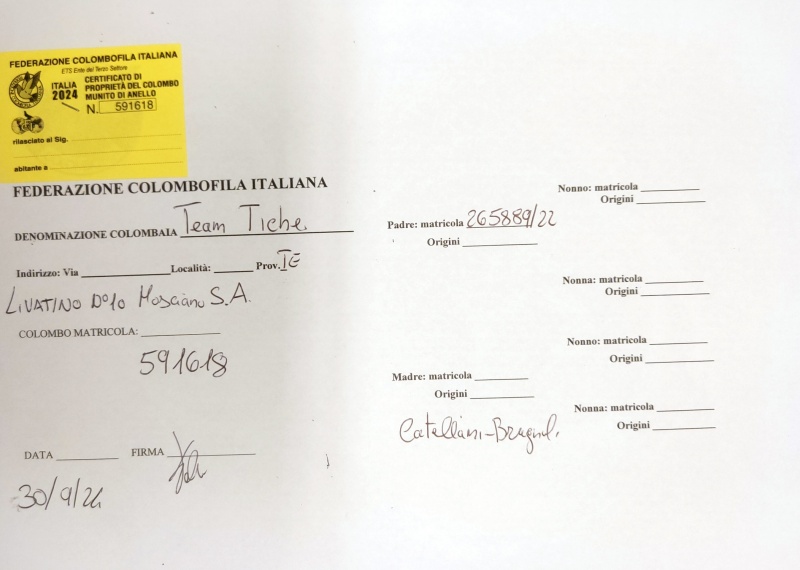 FEDERAZIONE COLOMBOFILA ITALIANA
ETS Ente del Terzo Settore
ITALIA 2024
CERTIFICATO DI
PROPRIETÀ DEL COLOMBO
MUNITO DI ANELLO
N. 591618
rilasciato al Sig.
abitante a
FEDERAZIONE COLOMBOFILA ITALIANA
DENOMINAZIONE COLOMBAIA Team Tiche
Indirizzo: Via Località: Prov. TE
LIVATINO N°10 Mosciano S.A.
COLOMBO MATRICOLA:
591618
DATA FIRMA
30/9/24
Padre: matricola 265889/22
Origini
Madre: matricola
Origini
Catellani-Brugnol.
Nonno: matricola
Origini
Nonna: matricola
Origini
Nonno: matricola
Origini
Nonna: matricola
Origini